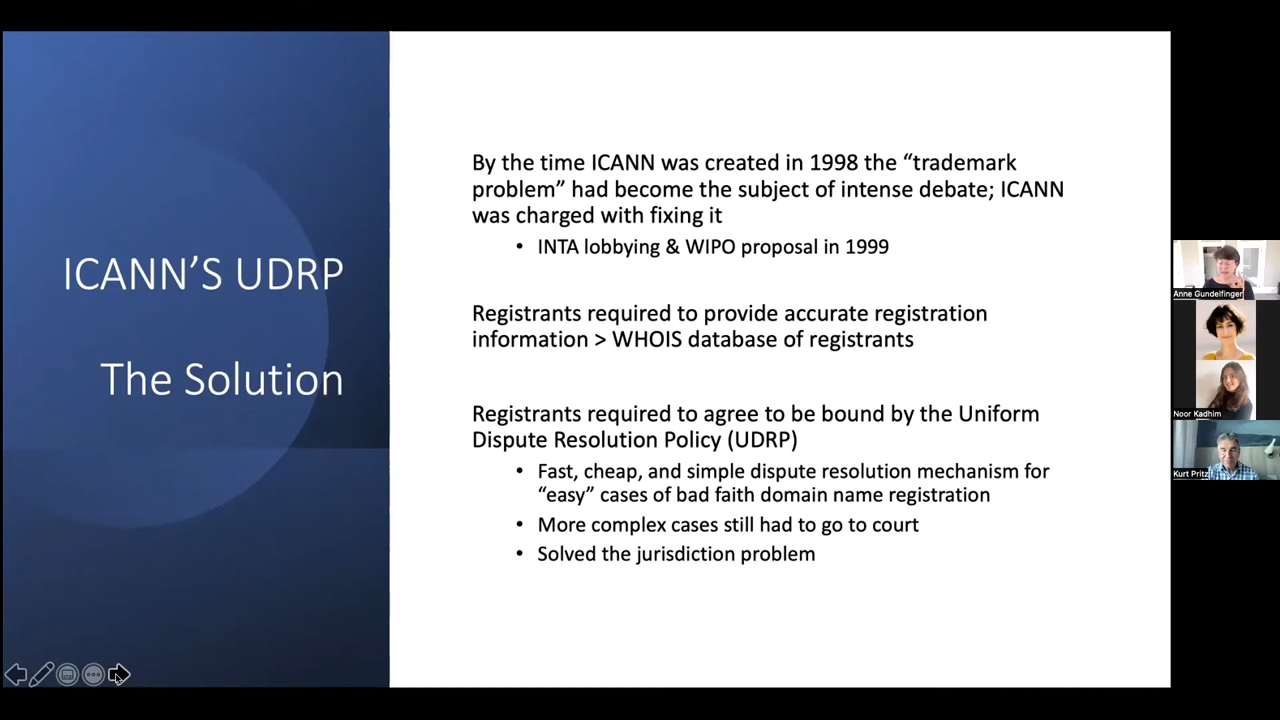 ICANN'S UDRP
The Solution
By the time ICANN was created in 1998 the “trademark
problem” had become the subject of intense debate; ICANN
was charged with fixing it
• INTA lobbying & WIPO proposal in 1999
Registrants required to provide accurate registration
information > WHOIS database of registrants
Registrants required to agree to be bound by the Uniform
Dispute Resolution Policy (UDRP)
• Fast, cheap, and simple dispute resolution mechanism for
“easy” cases of bad faith domain name registration
• More complex cases still had to go to court
• Solved the jurisdiction problem
Anne Gundelfinger
Noor Kadhim
Kurt Pritz